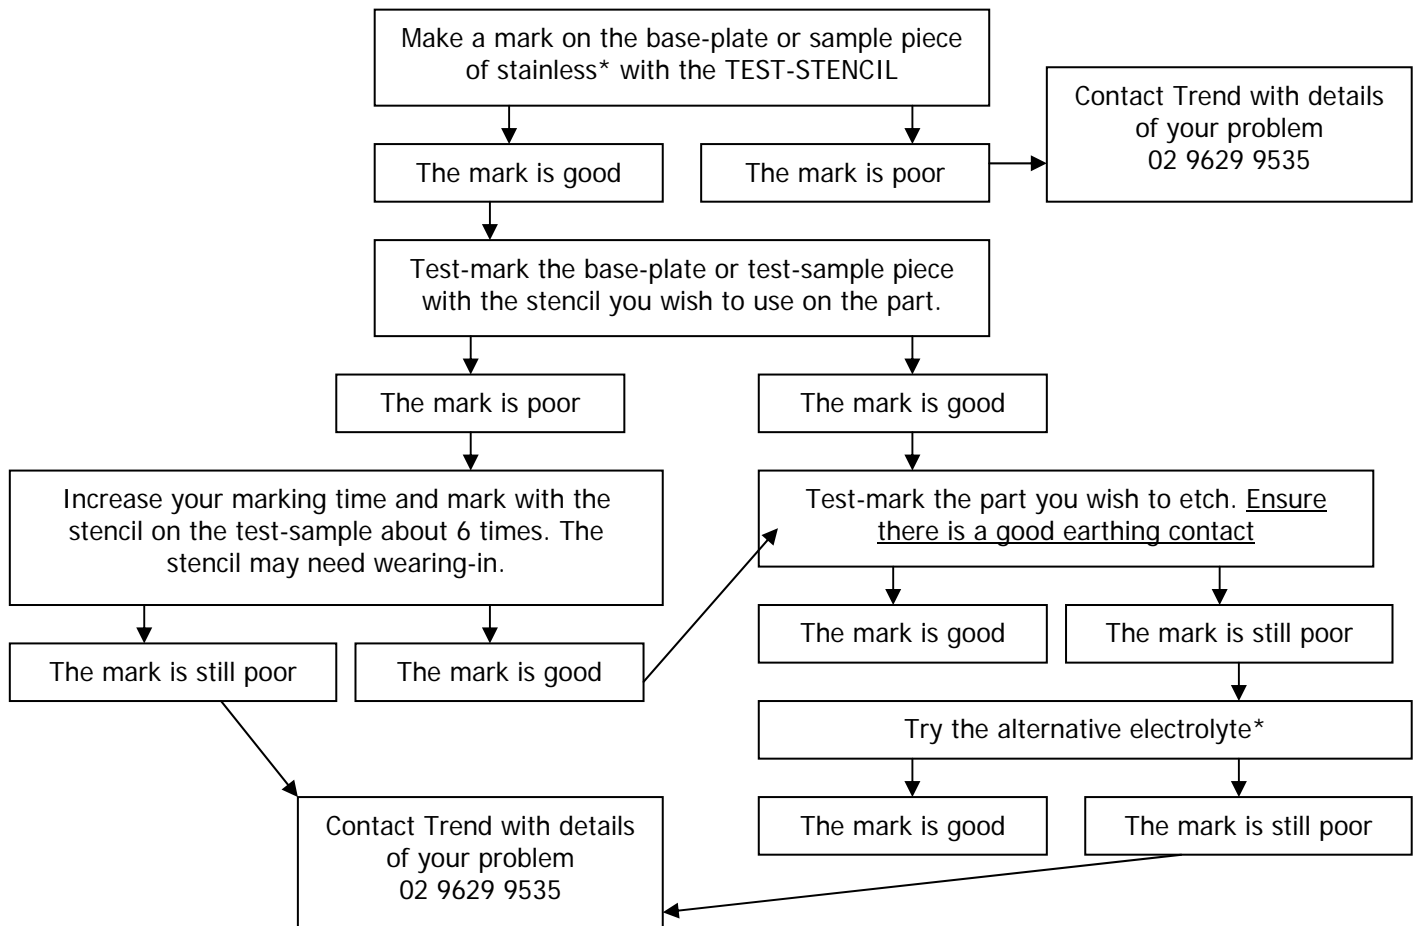 Make a mark on the base-plate or sample piece
of stainless* with the TEST-STENCIL
Contact Trend with details
of your problem
02 9629 9535
The mark is good
The mark is poor
Test-mark the base-plate or test-sample piece
with the stencil you wish to use on the part.
The mark is poor
The mark is good
Increase your marking time and mark with the
stencil on the test-sample about 6 times. The
stencil may need wearing-in.
Test-mark the part you wish to etch. Ensure
there is a good earthing contact
The mark is good
The mark is still poor
The mark is still poor
The mark is good
Try the alternative electrolyte*
The mark is good
The mark is still poor
Contact Trend with details
of your problem
02 9629 9535